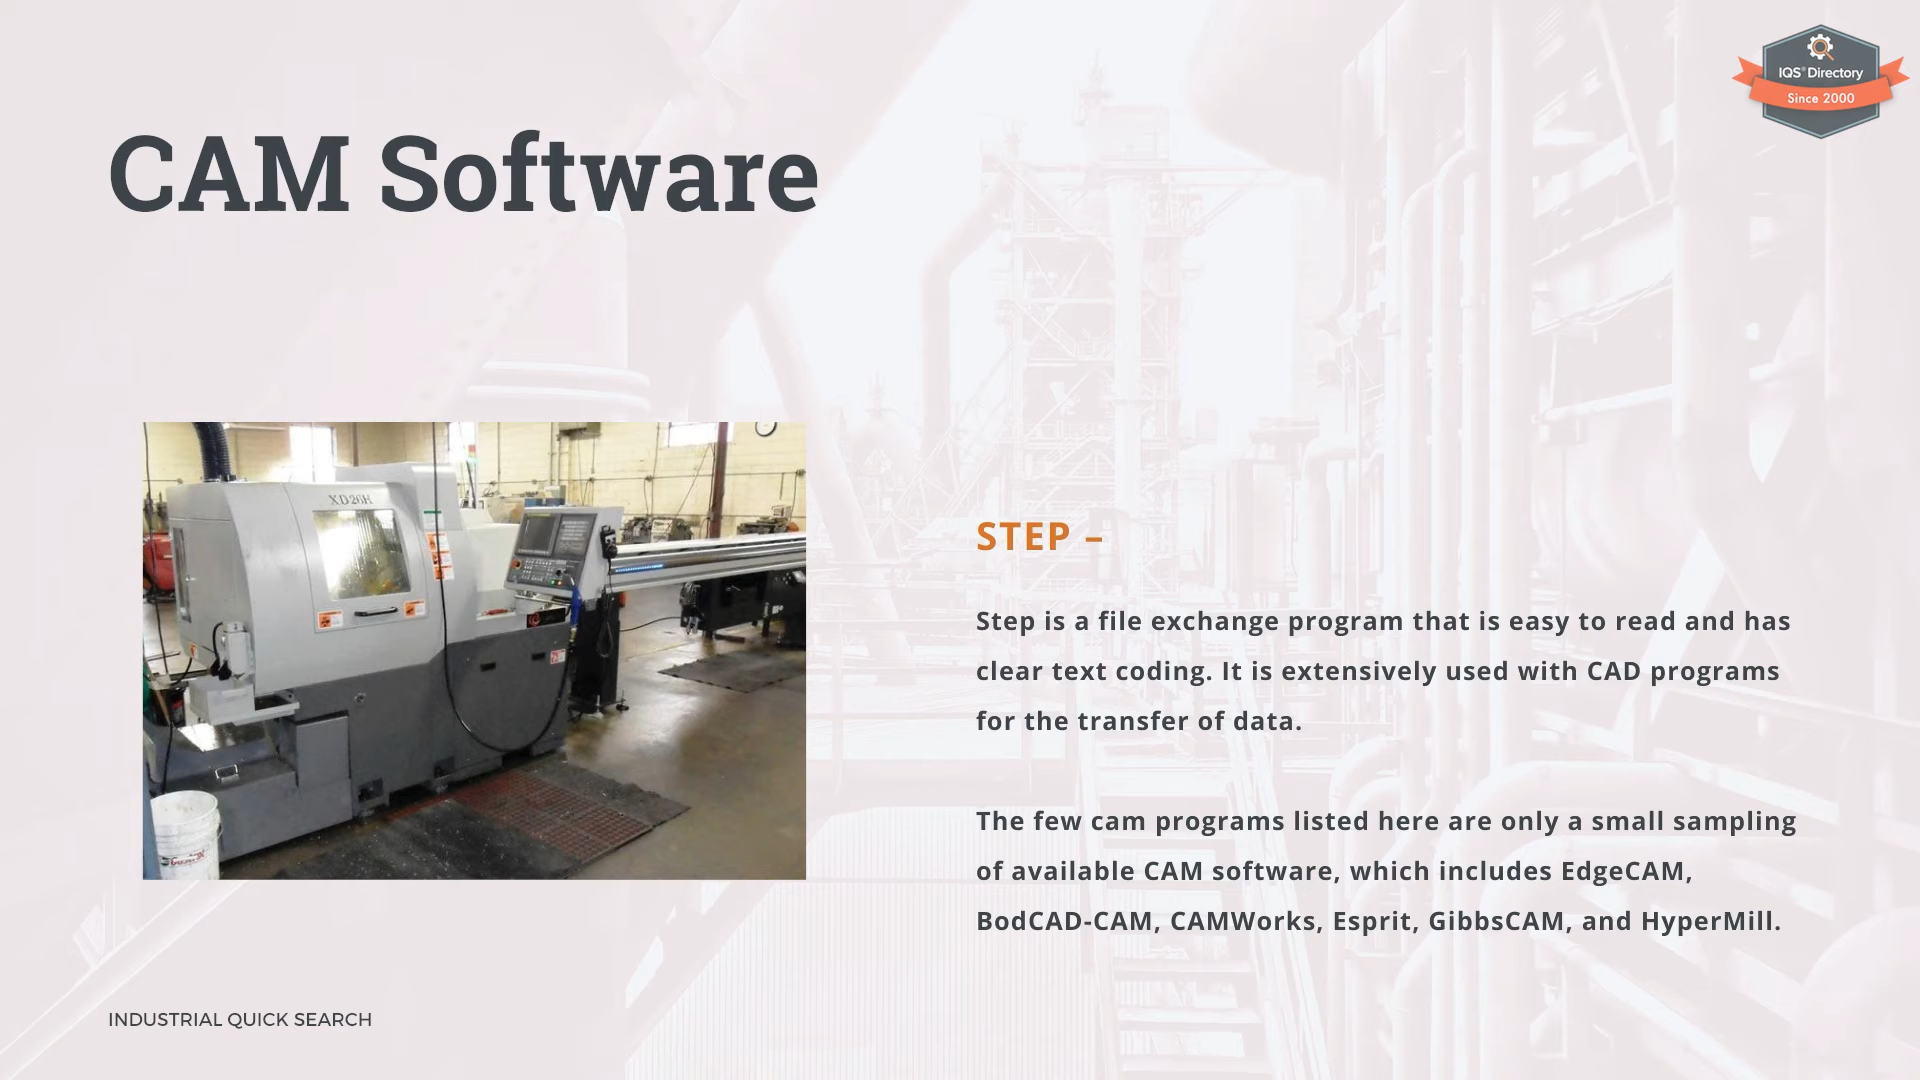 IQS® Directory
Since 2000
CAM Software
XD26H
STEP –
Step is a file exchange program that is easy to read and has
clear text coding. It is extensively used with CAD programs
for the transfer of data.
The few cam programs listed here are only a small sampling
of available CAM software, which includes EdgeCAM,
BodCAD-CAM, CAMWorks, Esprit, GibbsCAM, and HyperMill.
INDUSTRIAL QUICK SEARCH